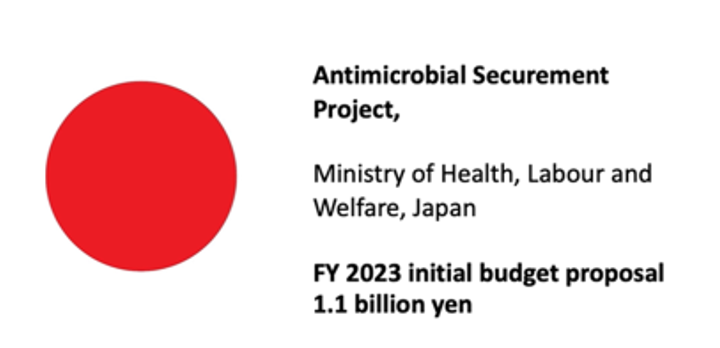 Antimicrobial Securement
Project,
Ministry of Health, Labour and
Welfare, Japan
FY 2023 initial budget proposal
1.1 billion yen